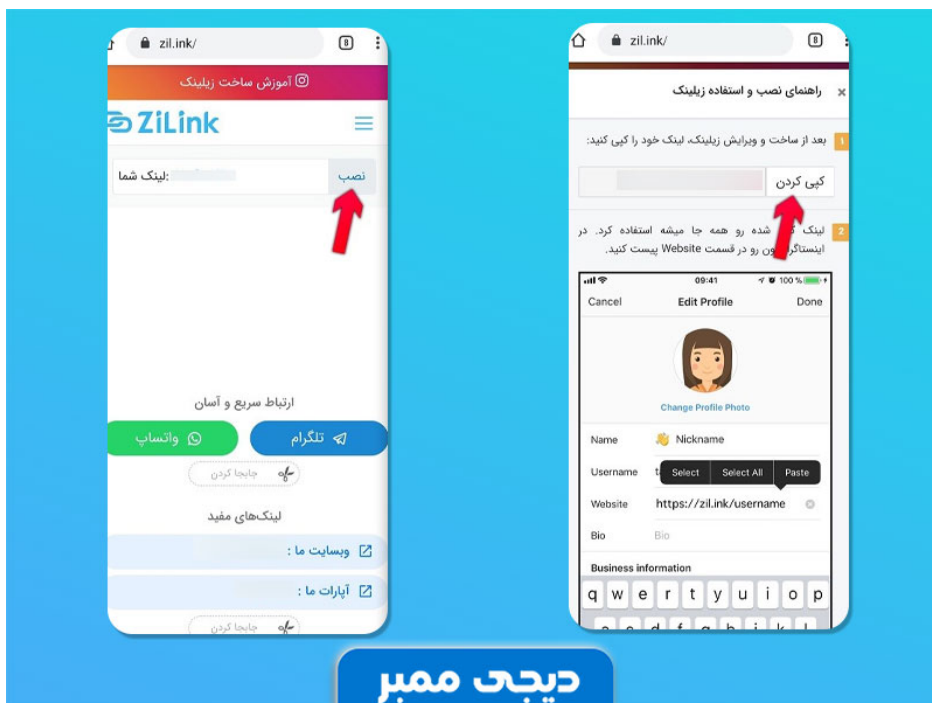 zil.ink/
8
آموزش ساخت زیلینک
ZiLink
نصب
لینک شما:
ارتباط سریع و آسان
تلگرام
واتساپ
جابجا کردن
لینک‌های مفید
وبسایت ما :
آپارات ما :
جابجا کردن
zil.ink/
8
راهنمای نصب و استفاده زیلینک ×
1 بعد از ساخت و ویرایش زیلینک، لینک خود را کپی کنید:
کپی کردن
2 لینک شده رو همه جا میشه استفاده کرد. در
رو در قسمت Website پیست کنید.
09:41
100 %
Cancel Edit Profile Done
Change Profile Photo
Name 👋 Nickname
Username
Select Select All Paste
Website https://zil.ink/username
Bio Bio
Business information
q w e r t y u i o p
دیجی ممبر